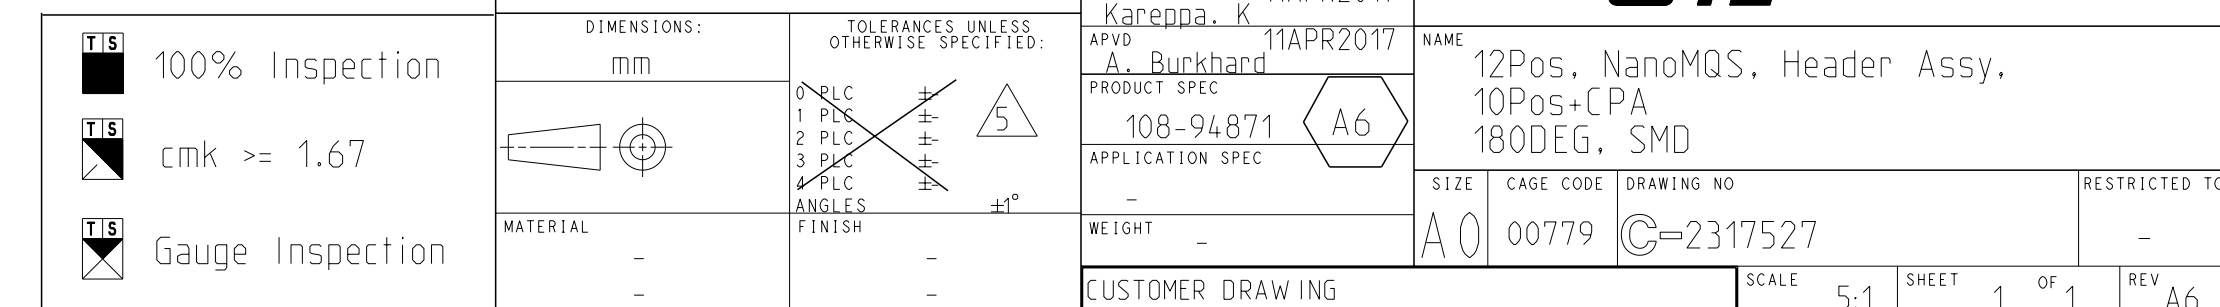 TS
100% Inspection
TS
cmk >= 1.67
TS
Gauge Inspection
DIMENSIONS:
mm
TOLERANCES UNLESS
OTHERWISE SPECIFIED:
0 PLC ±-
1 PLC ±-
2 PLC ±-
3 PLC ±-
4 PLC ±-
ANGLES ±1°
5
MATERIAL
-
-
FINISH
-
-
Kareppa. K
APVD 11APR2017
A. Burkhard
PRODUCT SPEC
108-94871
A6
APPLICATION SPEC
-
WEIGHT
-
NAME
12Pos, NanoMQS, Header Assy,
10Pos+CPA
180DEG, SMD
SIZE
A0
CAGE CODE
00779
DRAWING NO
C-2317527
RESTRICTED TO
-
CUSTOMER DRAWING
SCALE 5:1
SHEET 1 OF 1
REV A6